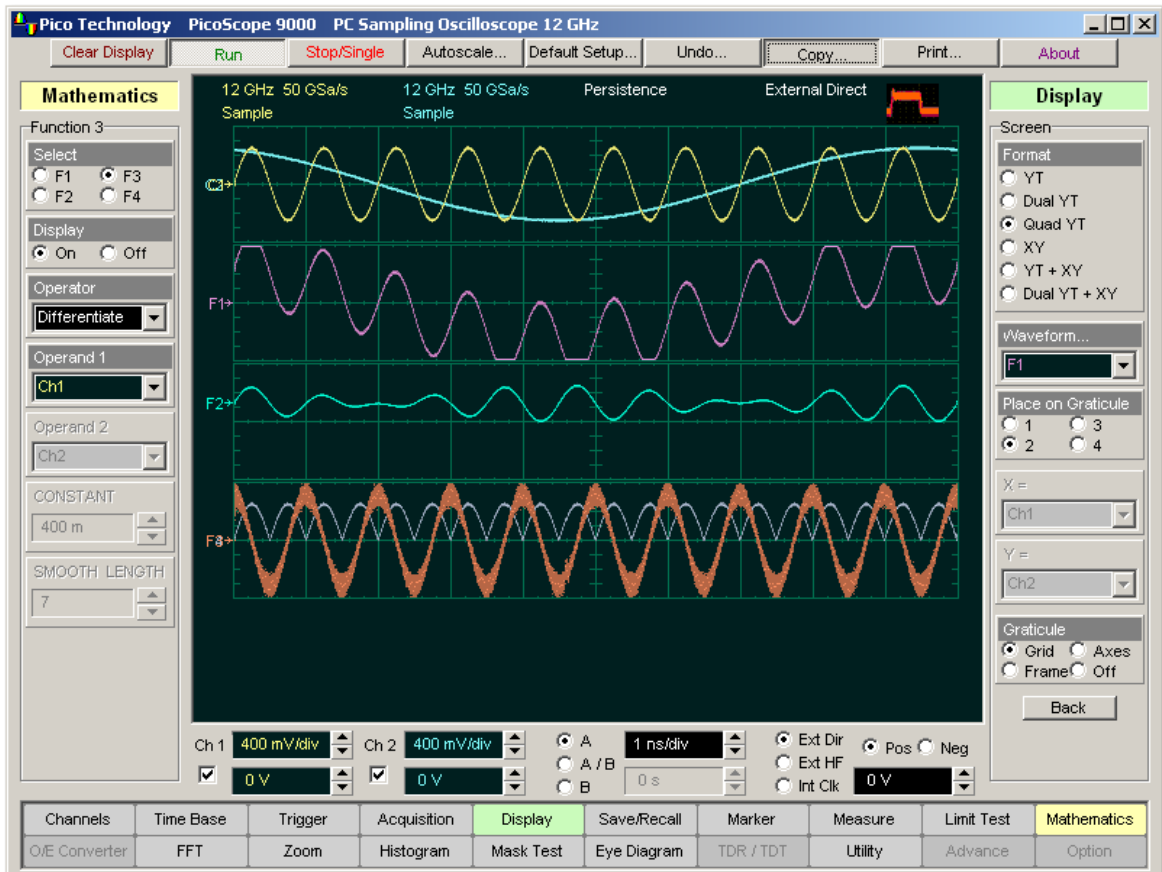 Pico Technology PicoScope 9000 PC Sampling Oscilloscope 12 GHz
Clear Display Run Stop/Single Autoscale... Default Setup... Undo... Copy... Print... About
Mathematics
Function 3
Select
F1 F3
F2 F4
Display
On Off
Operator
Differentiate
Operand 1
Ch1
Operand 2
Ch2
CONSTANT
400 m
SMOOTH LENGTH
7
12 GHz 50 GSa/s 12 GHz 50 GSa/s Persistence External Direct
Sample Sample
F1
F2
Display
Screen
Format
YT
Dual YT
Quad YT
XY
YT + XY
Dual YT + XY
Waveform...
F1
Place on Graticule
1 3
2 4
X =
Ch1
Y =
Ch2
Graticule
Grid Axes
Frame Off
Back
Ch 1 400 mV/div Ch 2 400 mV/div A 1 ns/div Ext Dir Pos Neg
A / B Ext HF
0 V 0 V B 0 s Int Clk 0 V
Channels Time Base Trigger Acquisition Display Save/Recall Marker Measure Limit Test Mathematics
O/E Converter FFT Zoom Histogram Mask Test Eye Diagram TDR / TDT Utility Advance Option